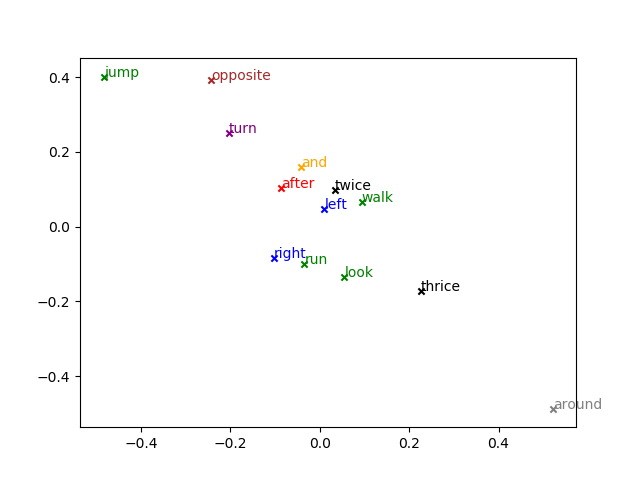 jump
opposite
0.4
turn
0.2
and
after
twice
walk
left
0.0
right
run
look
thrice
−0.2
−0.4
around
−0.4 −0.2 0.0 0.2 0.4